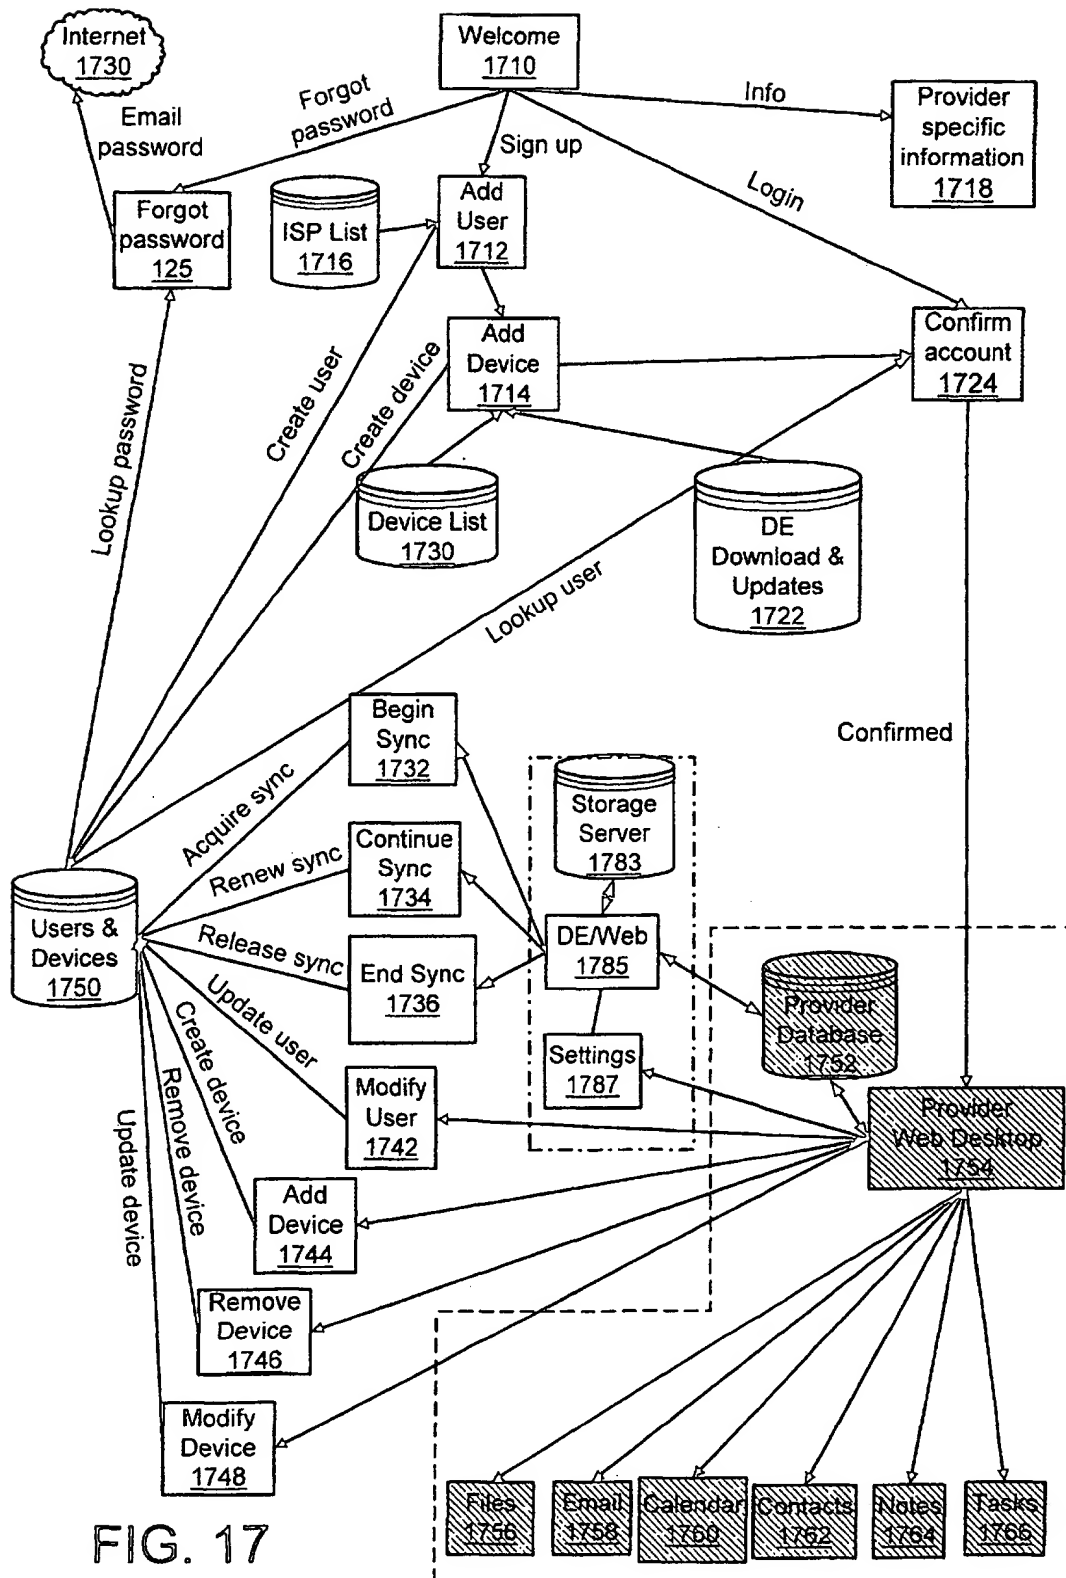 Internet
1730
Welcome
1710
Forgot
password
Email
password
Sign up
Info
Login
Provider
specific
information
1718
Forgot
password
125
ISP List
1716
Add
User
1712
Add
Device
1714
Confirm
account
1724
Lookup password
Create user
Create device
Device List
1730
DE
Download &
Updates
1722
Lookup user
Confirmed
Begin
Sync
1732
Acquire sync
Storage
Server
1783
Continue
Sync
1734
Renew sync
Users &
Devices
1750
Release sync
End Sync
1736
DE/Web
1785
Provider
Database
1752
Update user
Settings
1787
Create device
Modify
User
1742
Provider
Web Desktop
1754
Remove device
Update device
Add
Device
1744
Remove
Device
1746
Modify
Device
1748
Files
1756
Email
1758
Calendar
1760
Contacts
1762
Notes
1764
Tasks
1766
FIG. 17